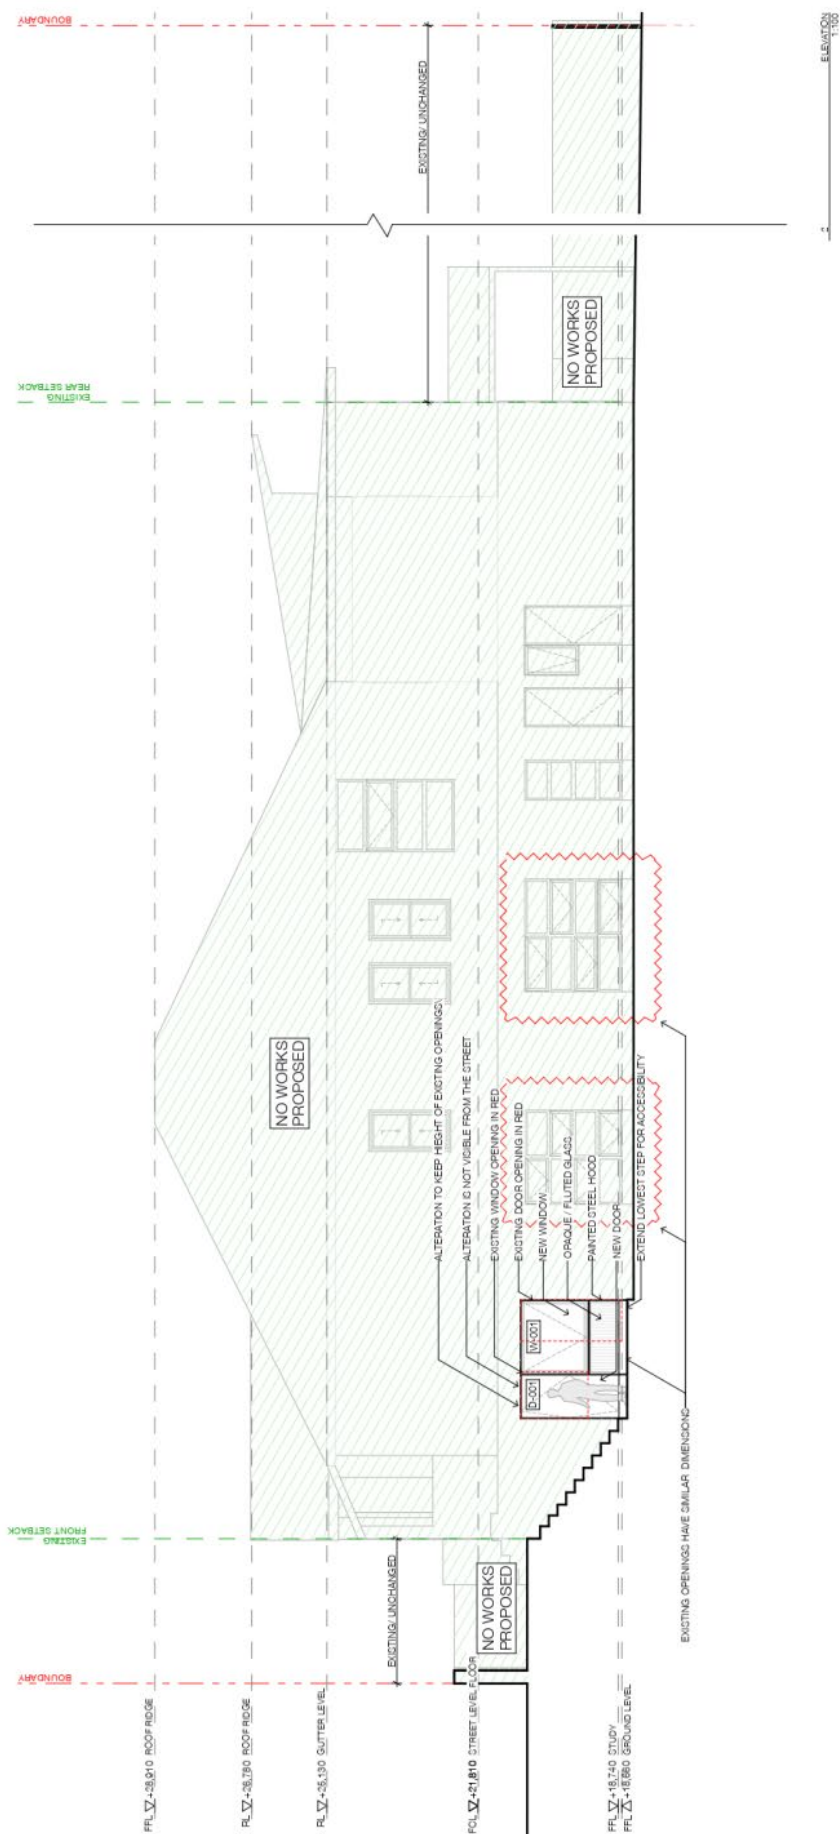 BOUNDARY
EXISTING
FRONT SETBACK
EXISTING
REAR SETBACK
BOUNDARY
FFL +28,910 ROOF RIDGE
RL +26,780 ROOF RIDGE
RL +25,130 GUTTER LEVEL
FCL +21,810 STREET LEVEL FLOOR
FFL +18,740 STUDY
FFL +18,660 GROUND LEVEL
EXISTING/ UNCHANGED
EXISTING/ UNCHANGED
NO WORKS
PROPOSED
NO WORKS
PROPOSED
NO WORKS
PROPOSED
ALTERATION TO KEEP HIEGHT OF EXISTING OPENINGS
ALTERATION IS NOT VISIBLE FROM THE STREET
EXISTING WINDOW OPENING IN RED
EXISTING DOOR OPENING IN RED
NEW WINDOW
OPAQUE / FLUTED GLASS
PAINTED STEEL HOOD
NEW DOOR
EXTEND LOWEST STEP FOR ACCESSIBILITY
D-001
W-001
EXISTING OPENINGS HAVE SIMILAR DIMENSIONS
ELEVATION
1:100